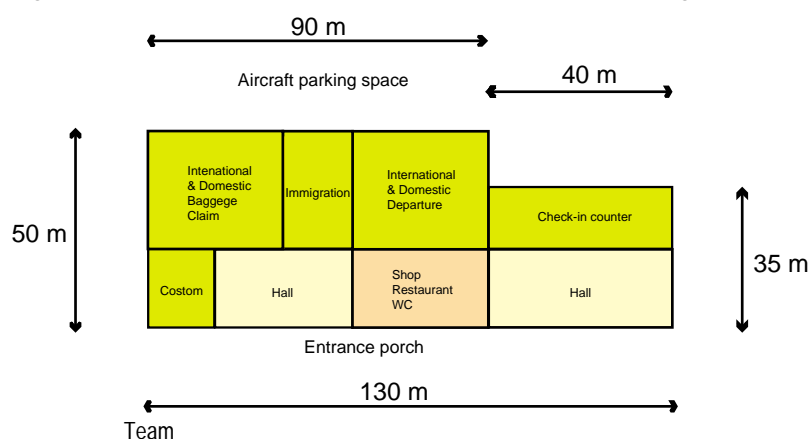 90 m
Aircraft parking space
40 m
Intenational
& Domestic
Baggege
Claim
Immigration
International
& Domestic
Departure
Check-in counter
50 m
35 m
Costom
Hall
Shop
Restaurant
WC
Hall
Entrance porch
130 m
Team